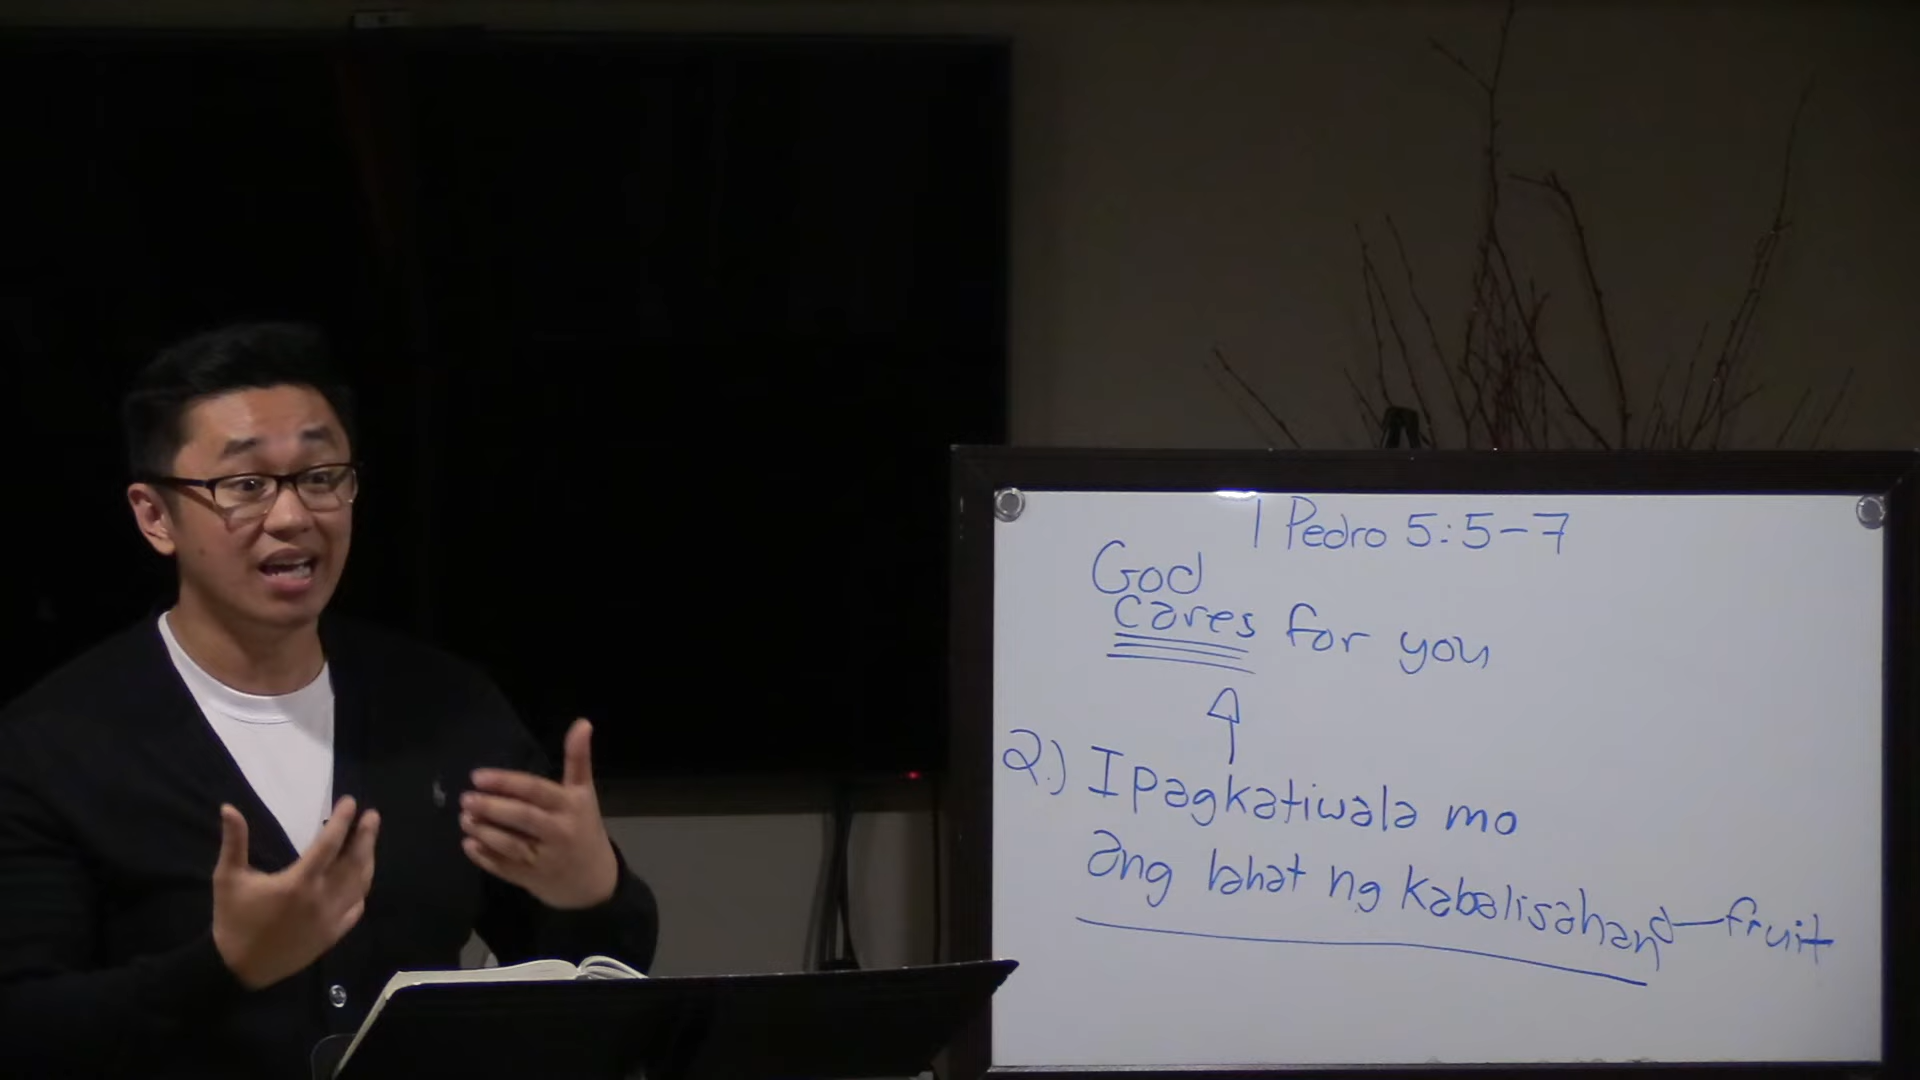 1 Pedro 5:5-7
God
cares for you
2.) Ipagkatiwala mo
ang lahat ng kabalisahan — fruit